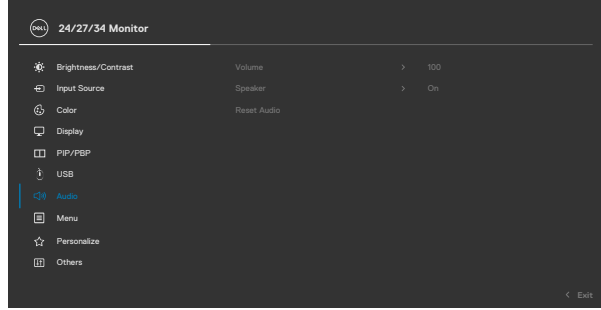 DELL 24/27/34 Monitor
Brightness/Contrast Volume > 100
Input Source Speaker > On
Color Reset Audio
Display
PIP/PBP
USB
Audio
Menu
Personalize
Others
< Exit